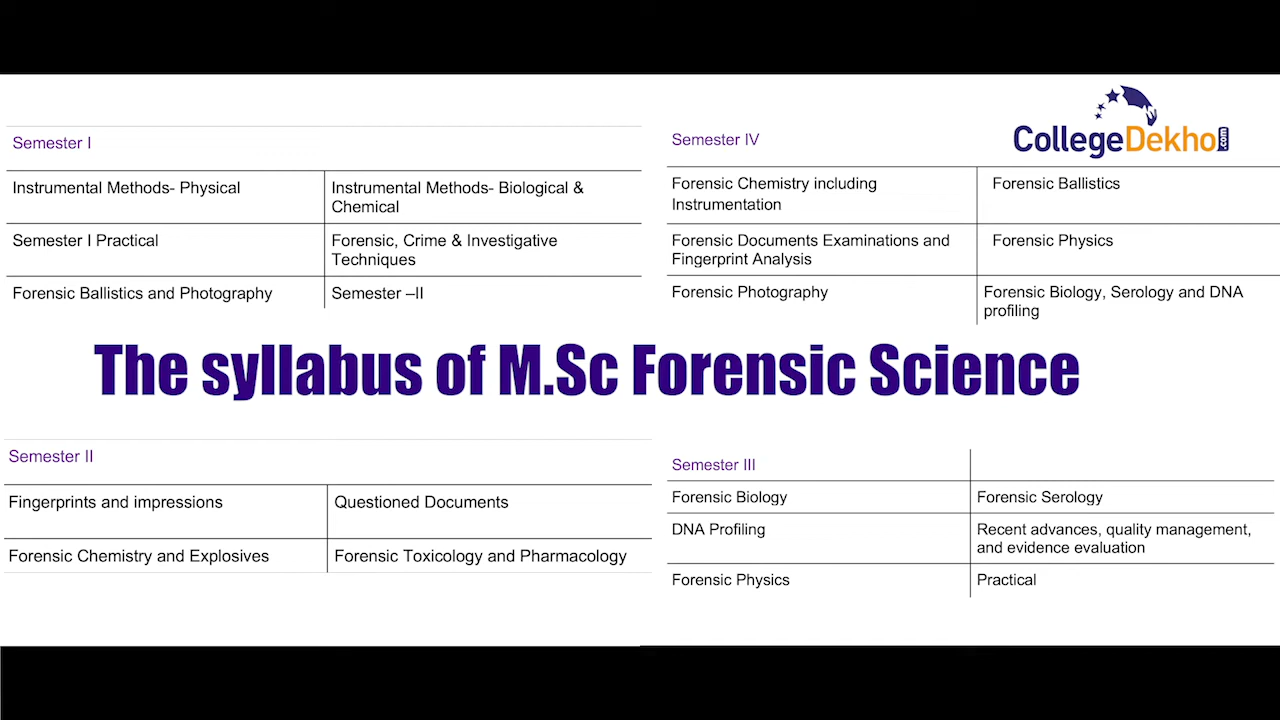 CollegeDekho.com
Semester I
Instrumental Methods- Physical
Instrumental Methods- Biological &
Chemical
Semester I Practical
Forensic, Crime & Investigative
Techniques
Forensic Ballistics and Photography
Semester –II
Semester IV
Forensic Chemistry including
Instrumentation
Forensic Ballistics
Forensic Documents Examinations and
Fingerprint Analysis
Forensic Physics
Forensic Photography
Forensic Biology, Serology and DNA
profiling
The syllabus of M.Sc Forensic Science
Semester II
Fingerprints and impressions
Questioned Documents
Forensic Chemistry and Explosives
Forensic Toxicology and Pharmacology
Semester III
Forensic Biology
Forensic Serology
DNA Profiling
Recent advances, quality management,
and evidence evaluation
Forensic Physics
Practical